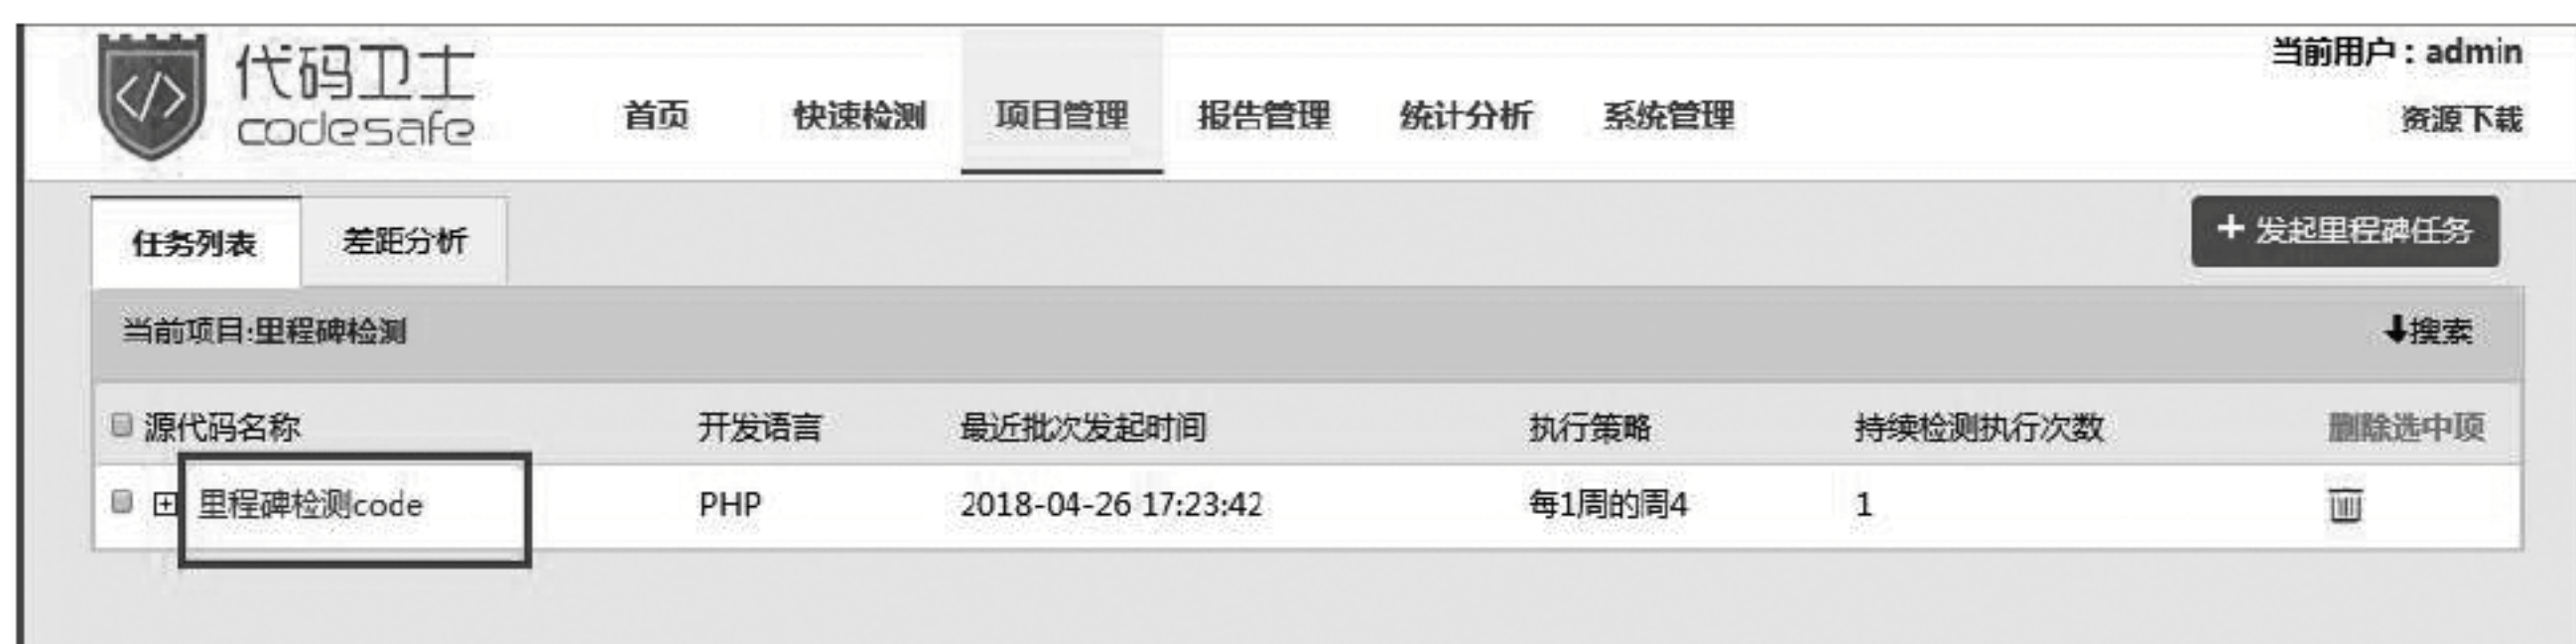 当前用户：admin
代码卫士
codesafe
首页 快速检测 项目管理 报告管理 统计分析 系统管理 资源下载
任务列表 差距分析 + 发起里程碑任务
当前项目:里程碑检测 搜索
源代码名称 开发语言 最近批次发起时间 执行策略 持续检测执行次数 删除选中项
里程碑检测code PHP 2018-04-26 17:23:42 每1周的周4 1